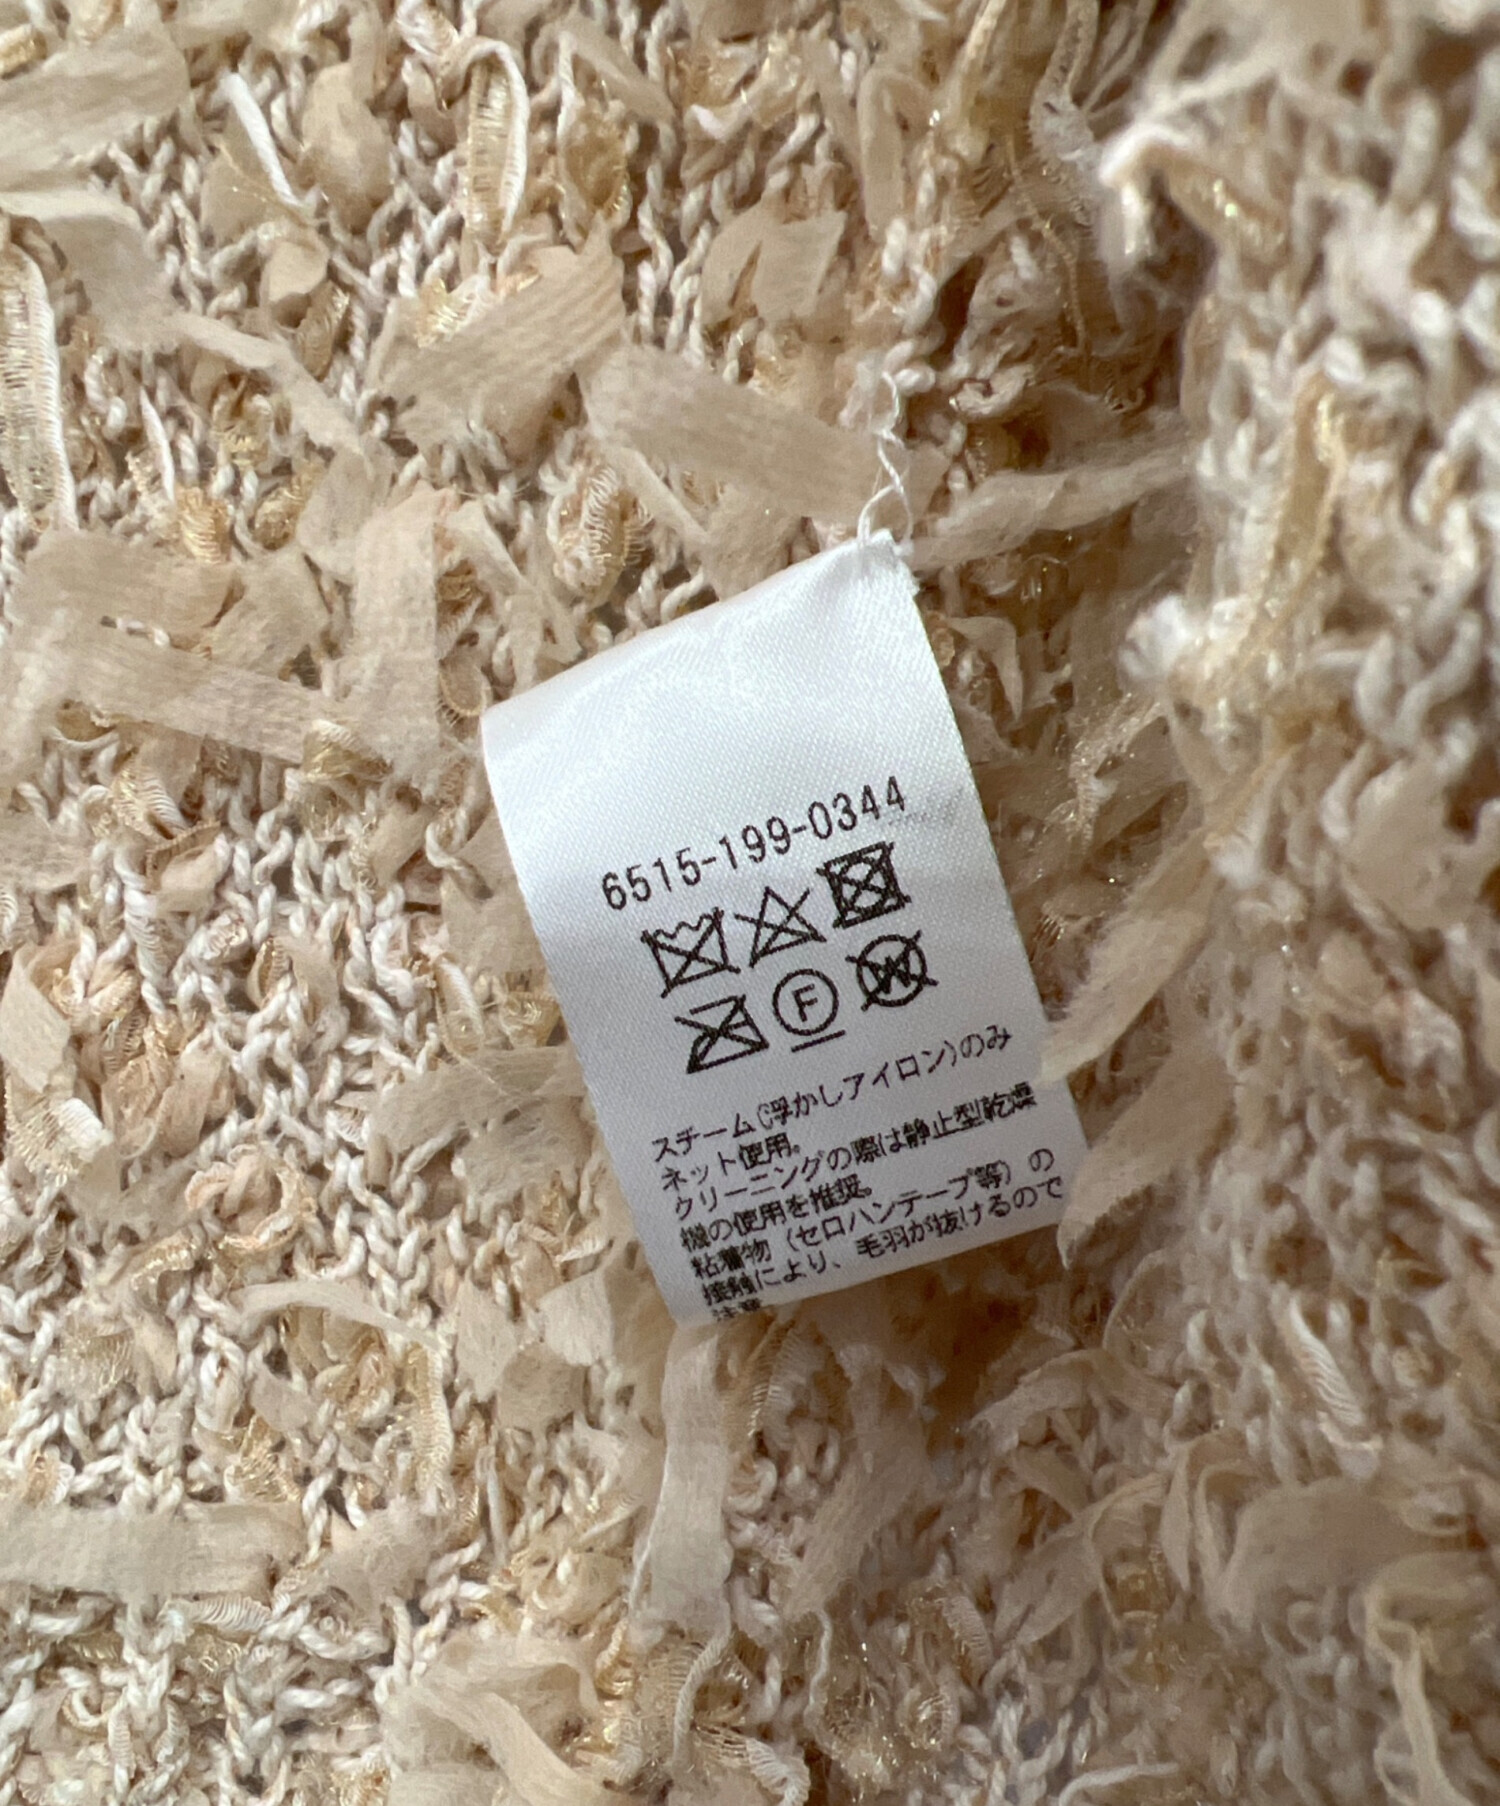 6515-199-0344
F
W
スチーム(浮かしアイロン)のみ
ネット使用。
クリーニングの際は静止型乾燥
機の使用を推奨。
粘着物(セロハンテープ等)の
接触により、毛羽が抜けるので
注意